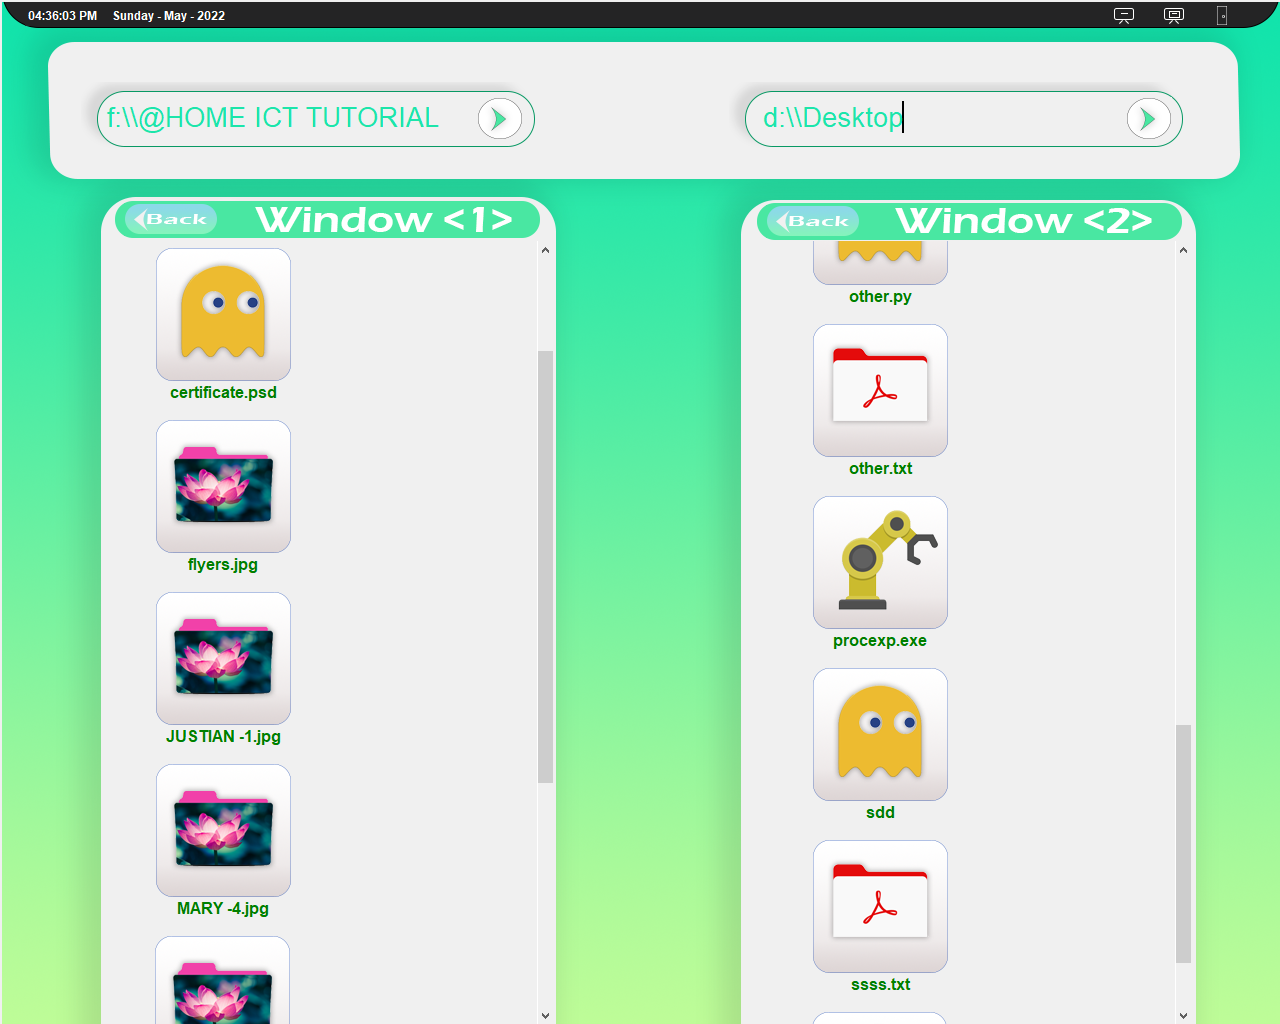 04:36:03 PM Sunday - May - 2022
f:\\@HOME ICT TUTORIAL
d:\\Desktop
Back Window <1>
certificate.psd
flyers.jpg
JUSTIAN -1.jpg
MARY -4.jpg
Back Window <2>
other.py
other.txt
procexp.exe
sdd
ssss.txt